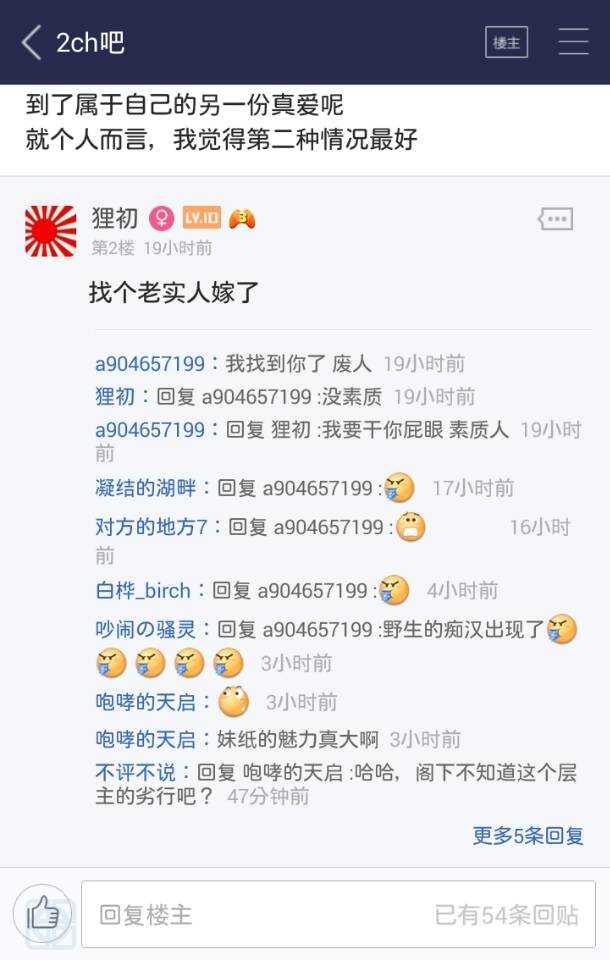 2ch吧
楼主
到了属于自己的另一份真爱呢
就个人而言，我觉得第二种情况最好
狸初 LV.10 3
第2楼 19小时前
找个老实人嫁了
a904657199：我找到你了 废人 19小时前
狸初：回复 a904657199 :没素质 19小时前
a904657199：回复 狸初 :我要干你屁眼 素质人 19小时
前
凝结的湖畔：回复 a904657199 : 17小时前
对方的地方7：回复 a904657199 : 16小时
前
白桦_birch：回复 a904657199 : 4小时前
吵闹の骚灵：回复 a904657199 :野生的痴汉出现了
3小时前
咆哮的天启： 3小时前
咆哮的天启：妹纸的魅力真大啊 3小时前
不评不说：回复 咆哮的天启 :哈哈，阁下不知道这个层
主的劣行吧？ 47分钟前
更多5条回复
回复楼主 已有54条回贴